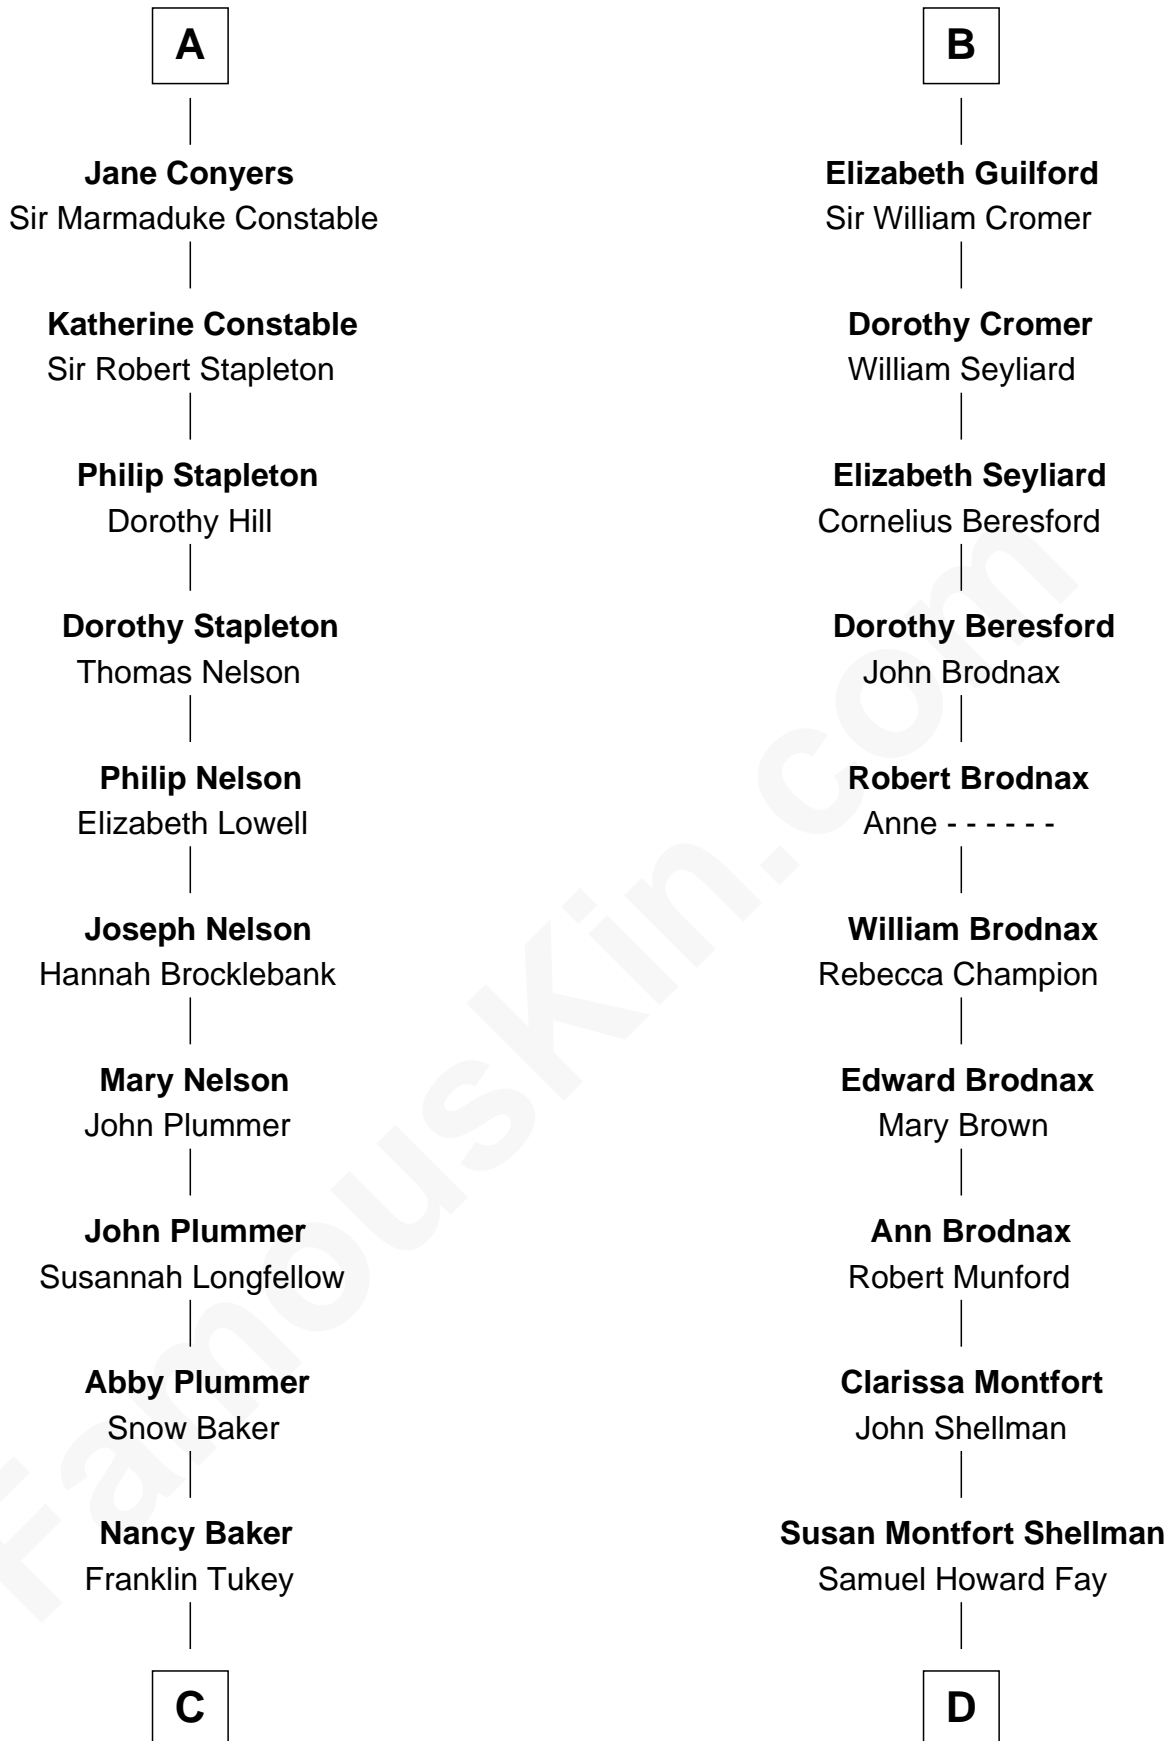 A
Jane Conyers
Sir Marmaduke Constable
Katherine Constable
Sir Robert Stapleton
Philip Stapleton
Dorothy Hill
Dorothy Stapleton
Thomas Nelson
Philip Nelson
Elizabeth Lowell
Joseph Nelson
Hannah Brocklebank
Mary Nelson
John Plummer
John Plummer
Susannah Longfellow
Abby Plummer
Snow Baker
Nancy Baker
Franklin Tukey
C
B
Elizabeth Guilford
Sir William Cromer
Dorothy Cromer
William Seyliard
Elizabeth Seyliard
Cornelius Beresford
Dorothy Beresford
John Brodnax
Robert Brodnax
Anne - - - - - -
William Brodnax
Rebecca Champion
Edward Brodnax
Mary Brown
Ann Brodnax
Robert Munford
Clarissa Montfort
John Shellman
Susan Montfort Shellman
Samuel Howard Fay
D
FamousKin.com